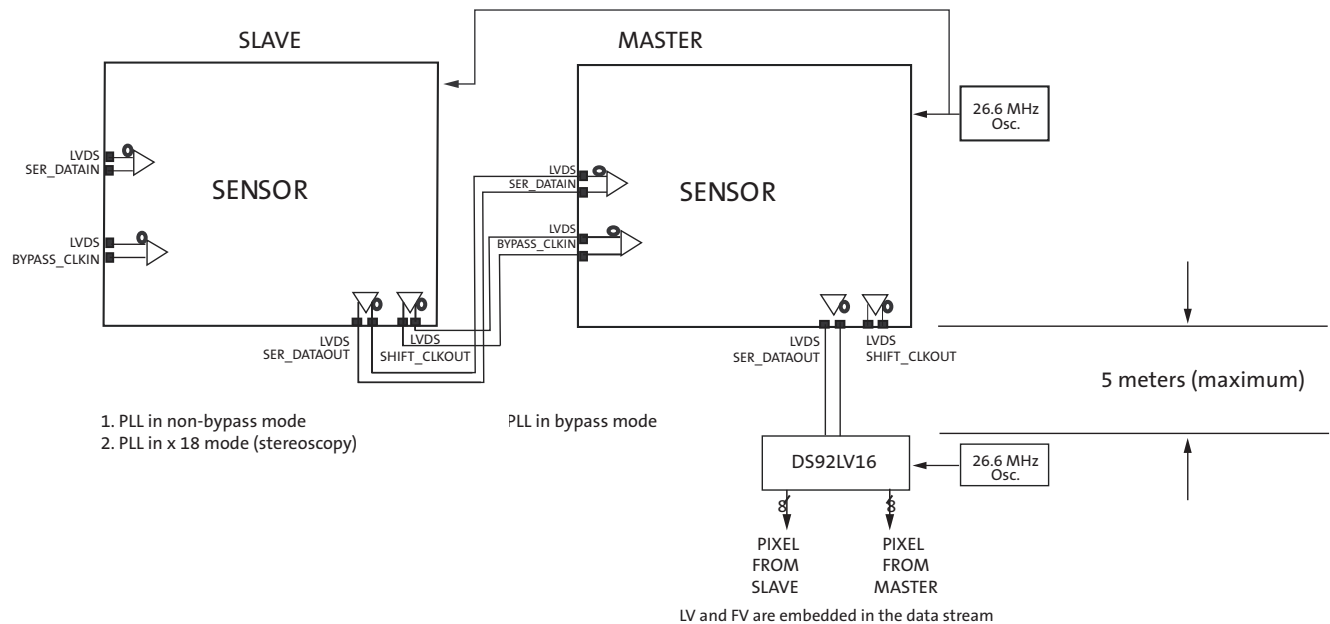 SLAVE
MASTER
26.6 MHz
Osc.
LVDS
SER_DATAIN
SENSOR
LVDS
BYPASS_CLKIN
LVDS
SER_DATAIN
SENSOR
LVDS
BYPASS_CLKIN
LVDS
SER_DATAOUT
LVDS
SHIFT_CLKOUT
LVDS
SER_DATAOUT
LVDS
SHIFT_CLKOUT
5 meters (maximum)
1. PLL in non-bypass mode
2. PLL in x 18 mode (stereoscopy)
PLL in bypass mode
DS92LV16
26.6 MHz
Osc.
8
8
PIXEL
FROM
SLAVE
PIXEL
FROM
MASTER
LV and FV are embedded in the data stream